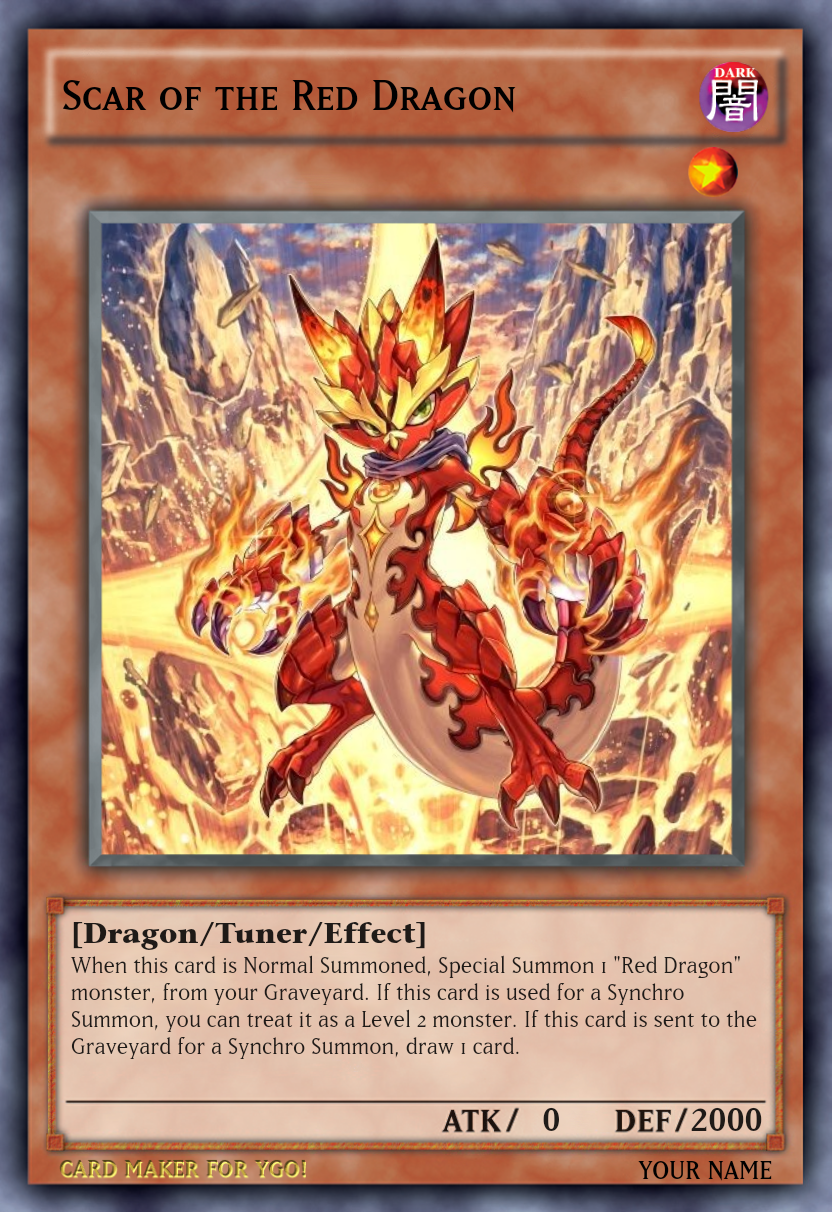 Scar of the Red Dragon
DARK
闇
[Dragon/Tuner/Effect]
When this card is Normal Summoned, Special Summon 1 "Red Dragon"
monster, from your Graveyard. If this card is used for a Synchro
Summon, you can treat it as a Level 2 monster. If this card is sent to the
Graveyard for a Synchro Summon, draw 1 card.
ATK/ 0 DEF/2000
CARD MAKER FOR YGO! YOUR NAME